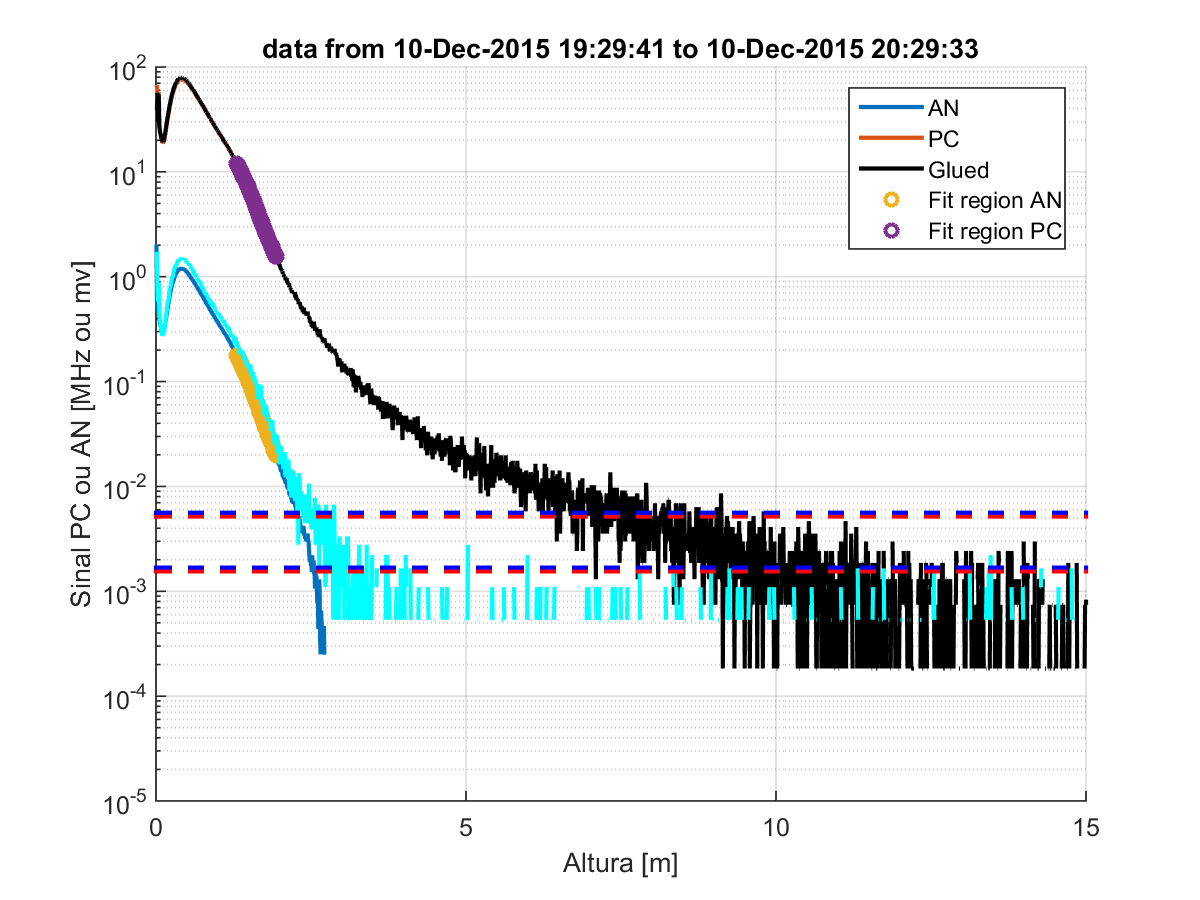 data from 10-Dec-2015 19:29:41 to 10-Dec-2015 20:29:33
AN
PC
Glued
Fit region AN
Fit region PC
Sinal PC ou AN [MHz ou mv]
10^2
10^1
10^0
10^-1
10^-2
10^-3
10^-4
10^-5
0 5 10 15
Altura [m]